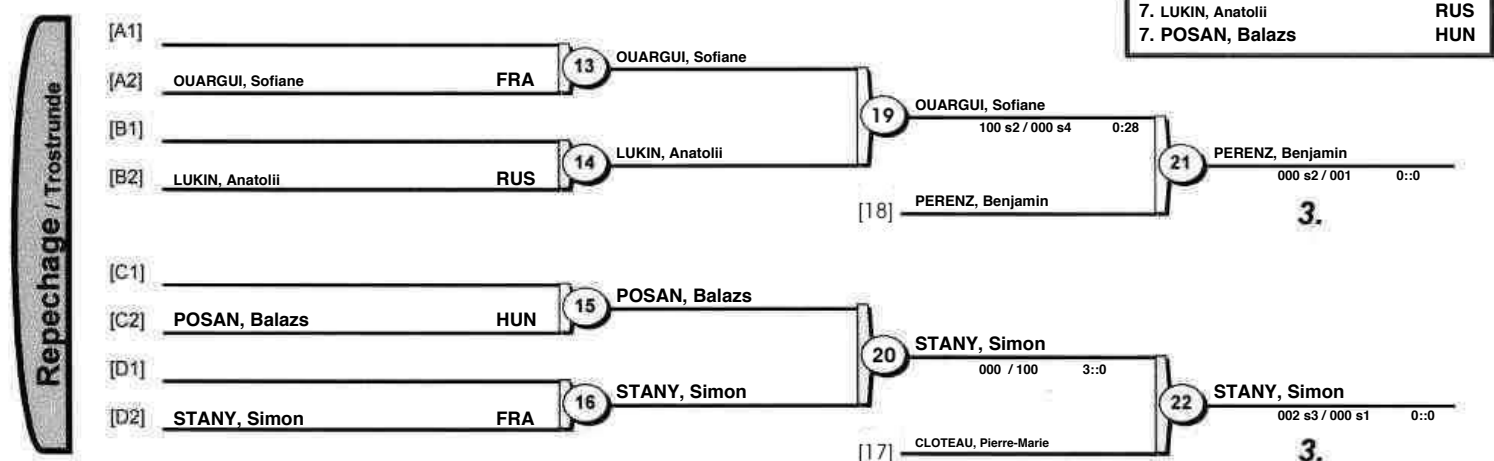 7. LUKIN, Anatolii RUS
7. POSAN, Balazs HUN
Repechage / Trostrunde
[A1]
[A2] OUARGUI, Sofiane FRA
13
OUARGUI, Sofiane
[B1]
[B2] LUKIN, Anatolii RUS
14
LUKIN, Anatolii
19
OUARGUI, Sofiane
100 s2 / 000 s4 0:28
[18] PERENZ, Benjamin
21
PERENZ, Benjamin
000 s2 / 001 0::0
3.
[C1]
[C2] POSAN, Balazs HUN
15
POSAN, Balazs
[D1]
[D2] STANY, Simon FRA
16
STANY, Simon
20
STANY, Simon
000 / 100 3::0
[17] CLOTEAU, Pierre-Marie
22
STANY, Simon
002 s3 / 000 s1 0::0
3.